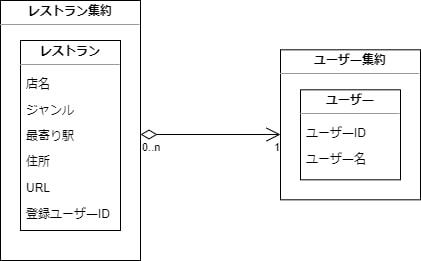 レストラン集約
レストラン
店名
ジャンル
最寄り駅
住所
URL
登録ユーザーID
0..n
1
ユーザー集約
ユーザー
ユーザーID
ユーザー名